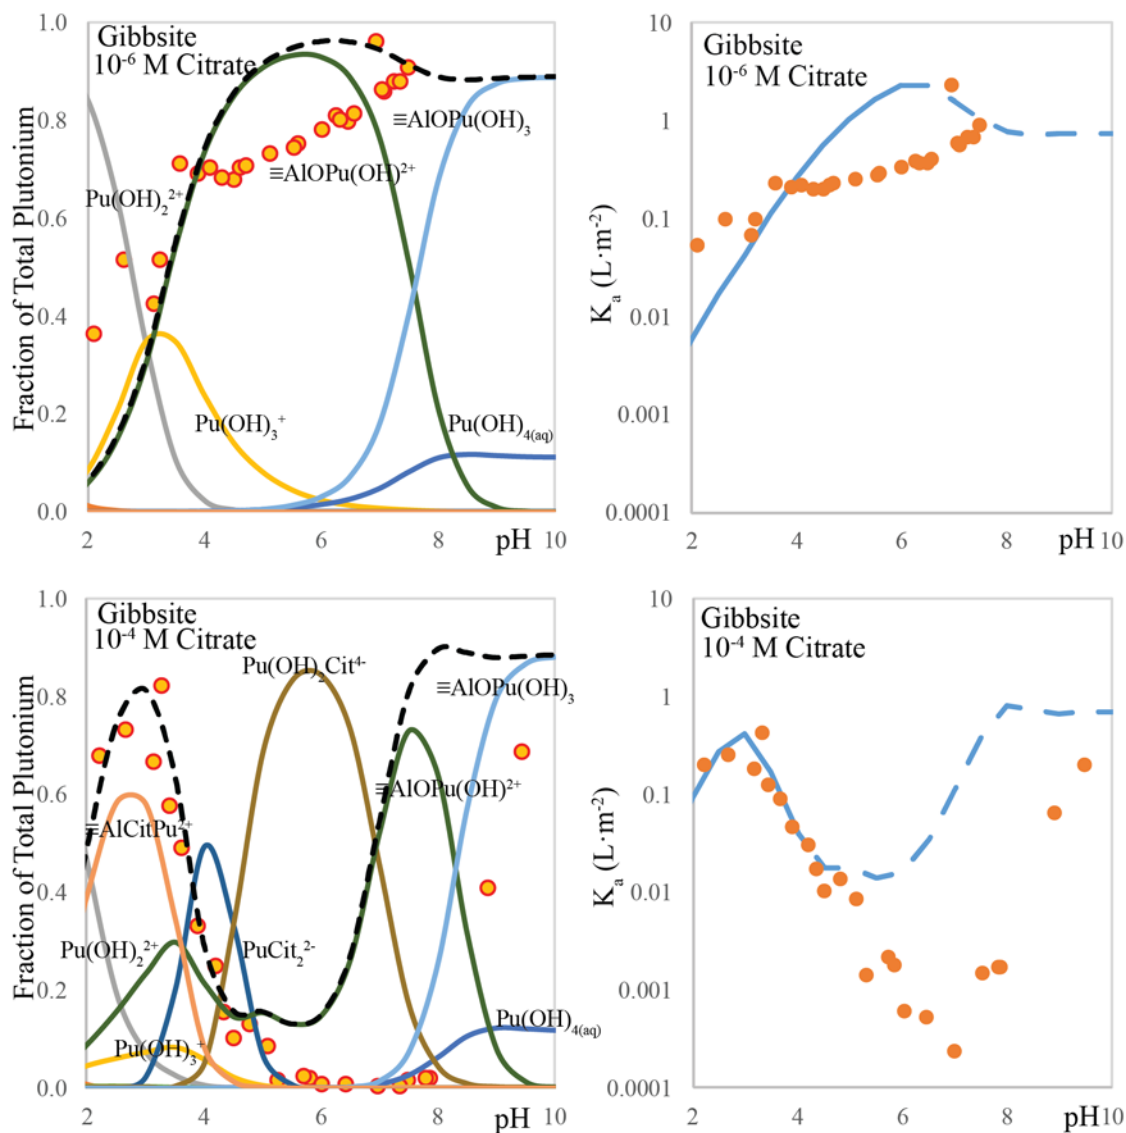 Gibbsite
10⁻⁶ M Citrate
1.0
0.8
0.6
0.4
0.2
0.0
Fraction of Total Plutonium
≡AlOPu(OH)₃
≡AlOPu(OH)²⁺
Pu(OH)₂²⁺
Pu(OH)₃⁺
Pu(OH)₄₍aq₎
2 4 6 8 pH 10
Gibbsite
10⁻⁶ M Citrate
10
1
0.1
0.01
0.001
0.0001
Kₐ (L·m⁻²)
2 4 6 8 pH 10
Gibbsite
10⁻⁴ M Citrate
1.0
0.8
0.6
0.4
0.2
0.0
Fraction of Total Plutonium
Pu(OH)₂Cit⁴⁻
≡AlOPu(OH)₃
≡AlOPu(OH)²⁺
≡AlCitPu²⁺
Pu(OH)₂²⁺
PuCit₂²⁻
Pu(OH)₄₍aq₎
Pu(OH)₃⁺
2 4 6 8 pH 10
Gibbsite
10⁻⁴ M Citrate
10
1
0.1
0.01
0.001
0.0001
Kₐ (L·m⁻²)
2 4 6 8 pH 10